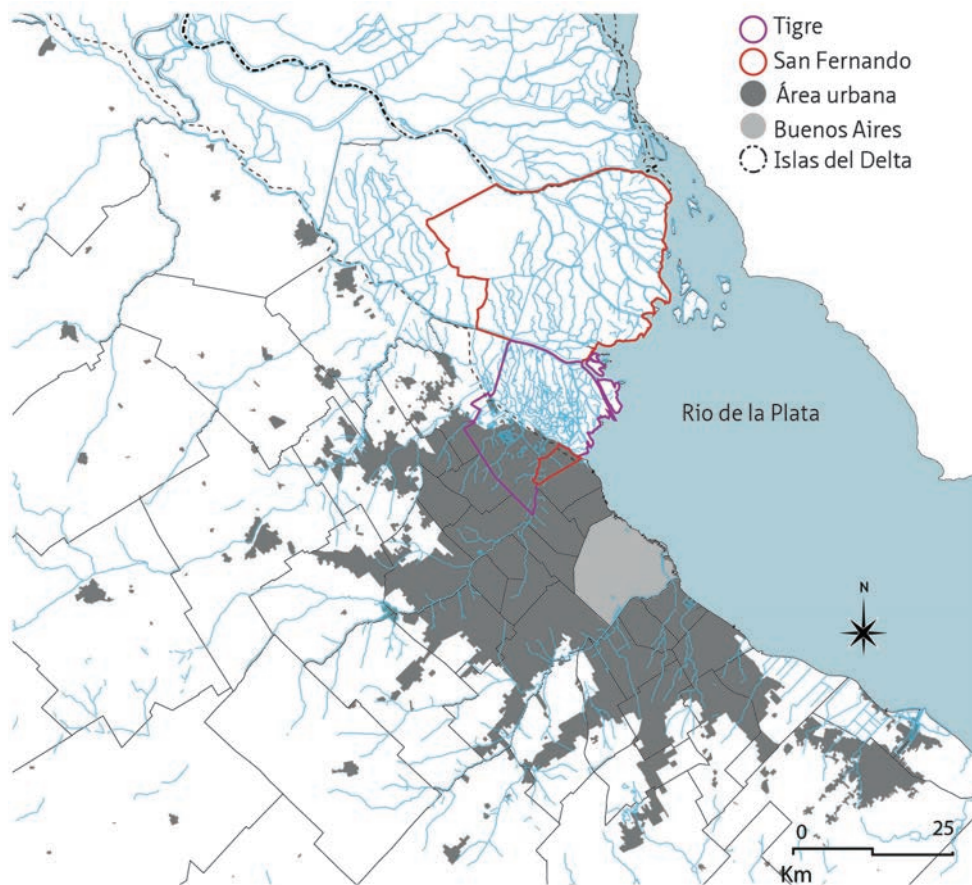 Tigre
San Fernando
Área urbana
Buenos Aires
Islas del Delta
Rio de la Plata
N
0 25
Km